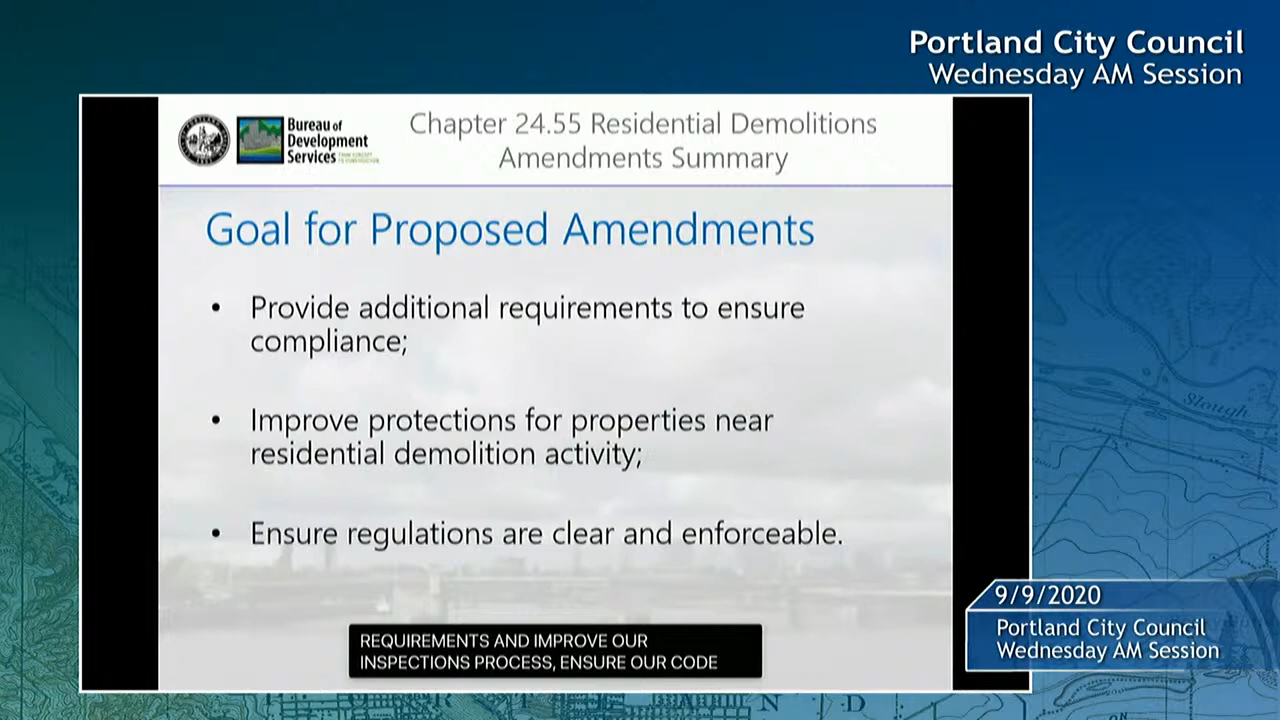 Portland City Council
Wednesday AM Session
Bureau of
Development
Services
Chapter 24.55 Residential Demolitions
Amendments Summary
Goal for Proposed Amendments
• Provide additional requirements to ensure
compliance;
• Improve protections for properties near
residential demolition activity;
• Ensure regulations are clear and enforceable.
REQUIREMENTS AND IMPROVE OUR
INSPECTIONS PROCESS, ENSURE OUR CODE
Slough
9/9/2020
Portland City Council
Wednesday AM Session
N D
ON